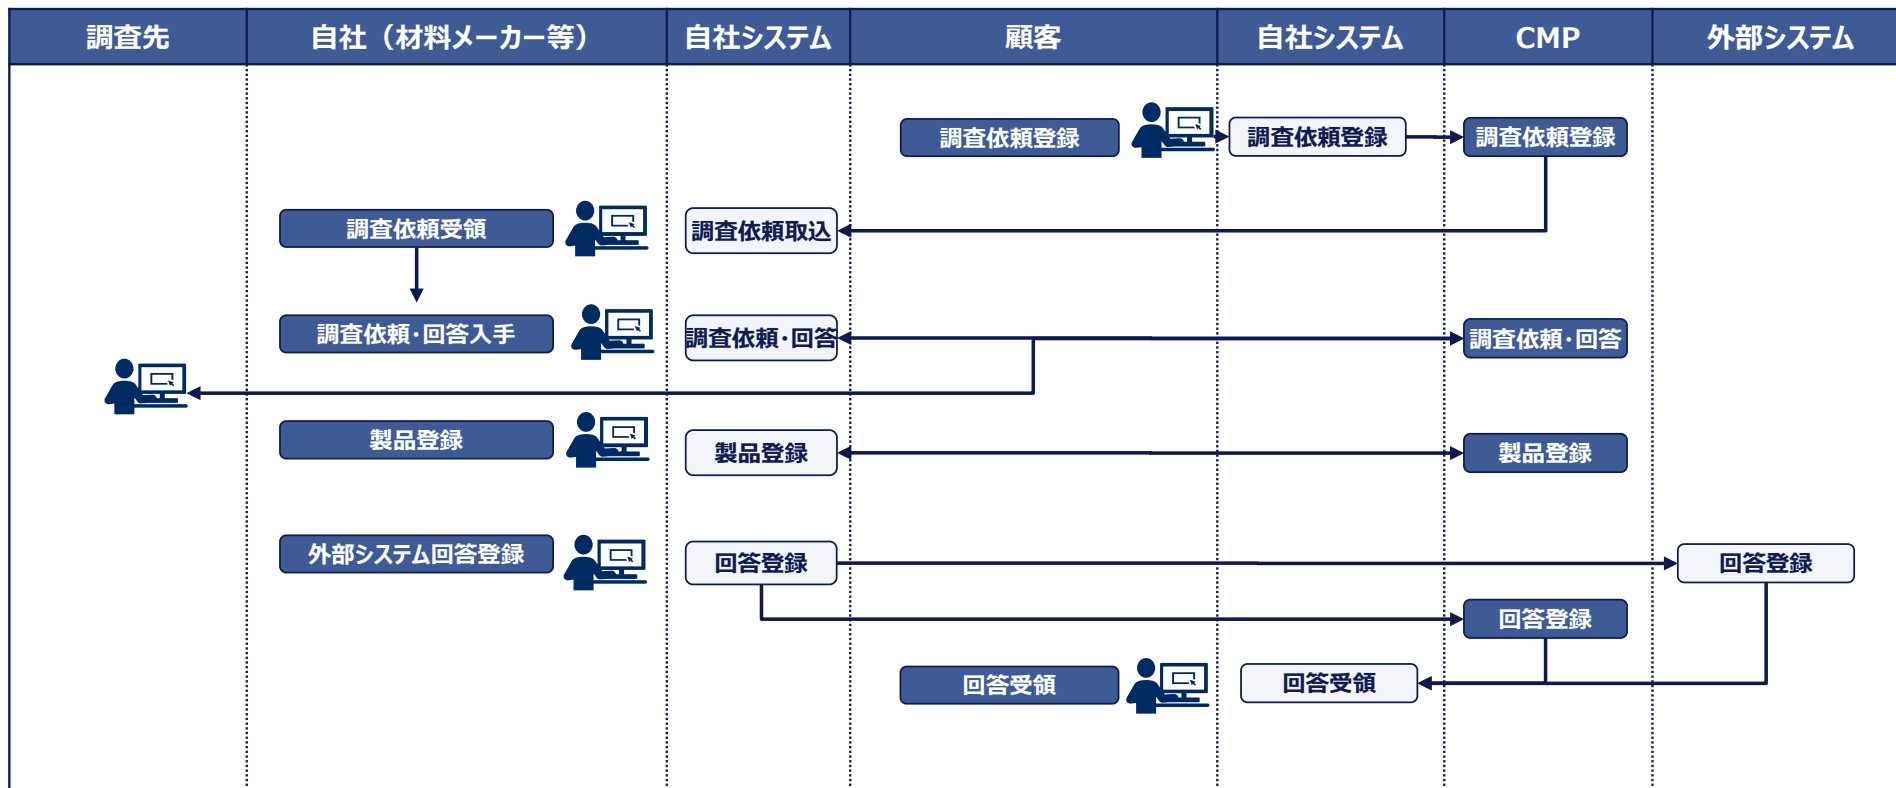 調査先
自社（材料メーカー等）
自社システム
顧客
自社システム
CMP
外部システム
調査依頼登録
調査依頼登録
調査依頼登録
調査依頼受領
調査依頼取込
調査依頼・回答入手
調査依頼・回答
調査依頼・回答
製品登録
製品登録
製品登録
外部システム回答登録
回答登録
回答登録
回答登録
回答受領
回答受領